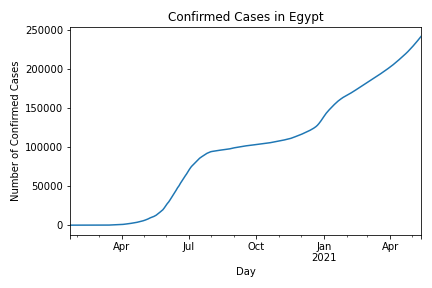 Confirmed Cases in Egypt
250000
200000
150000
100000
50000
0
Number of Confirmed Cases
Apr
Jul
Oct
Jan
2021
Apr
Day